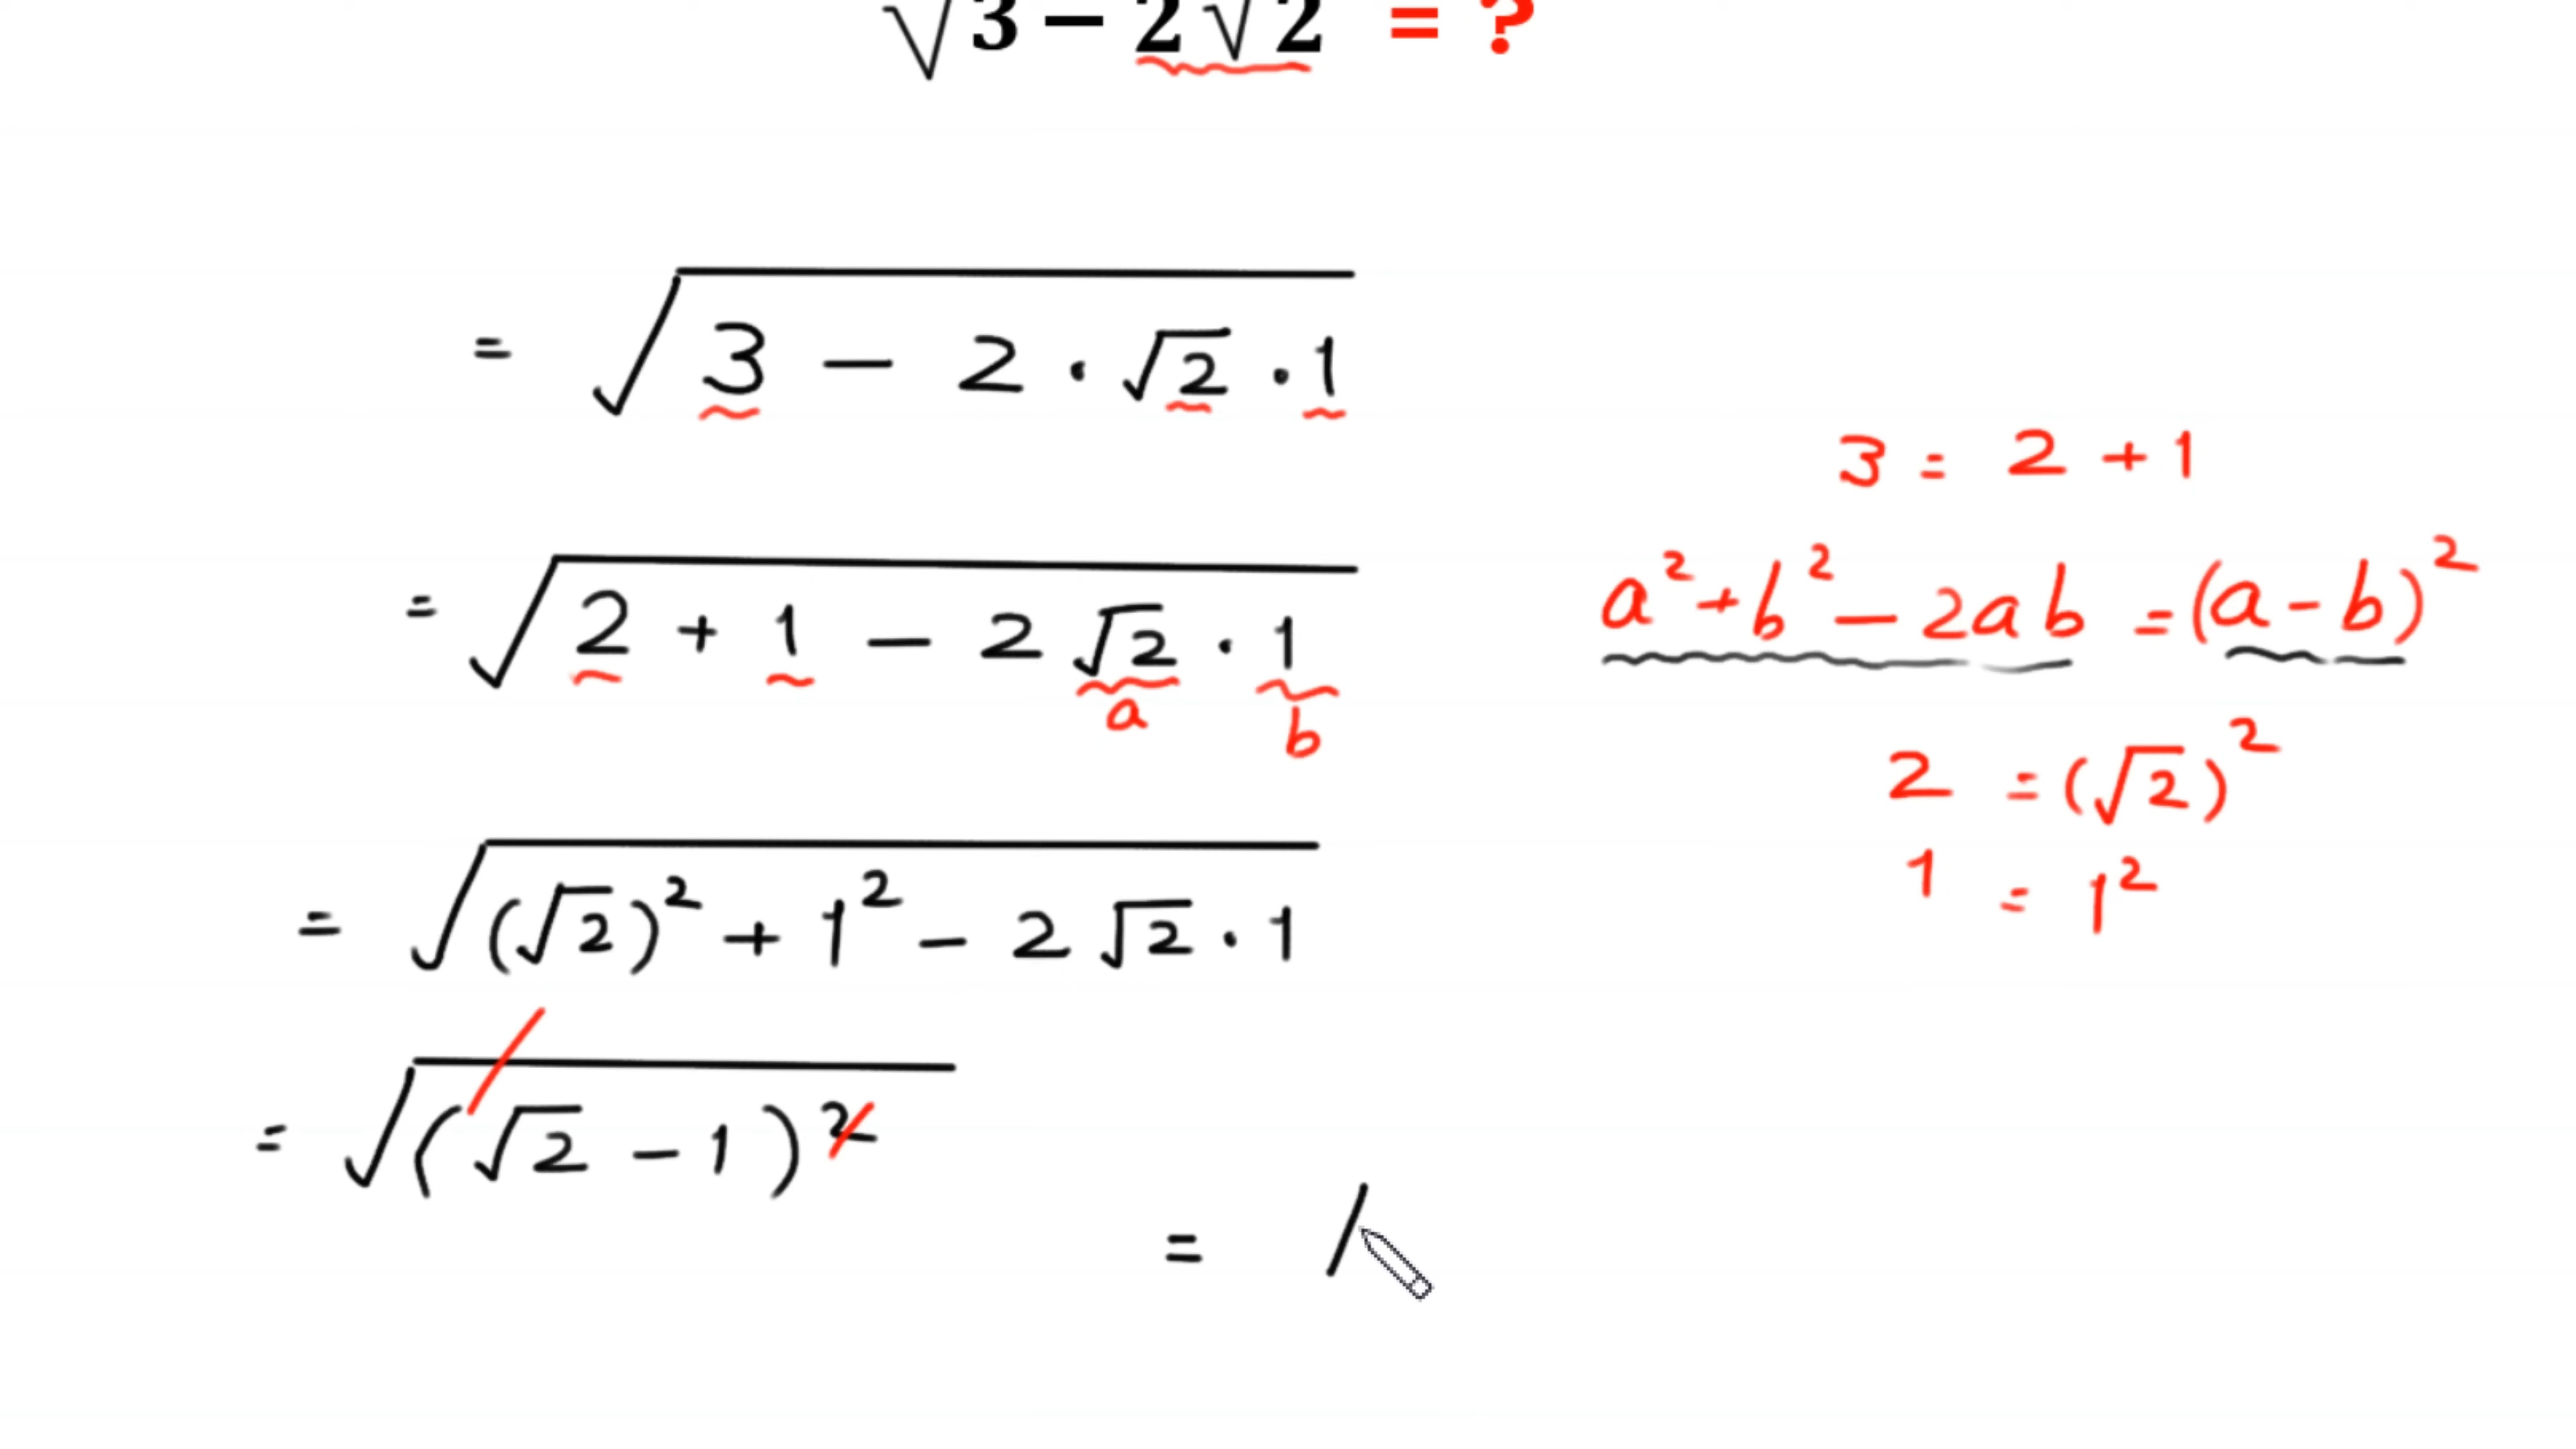 √3 − 2√2 = ?
= √(3 − 2 · √2 · 1)
3 = 2 + 1
= √(2 + 1 − 2√2 · 1)
a² + b² − 2ab = (a − b)²
a b
2 = (√2)²
= √((√2)² + 1² − 2√2 · 1)
1 = 1²
= √((√2 − 1)²)
=